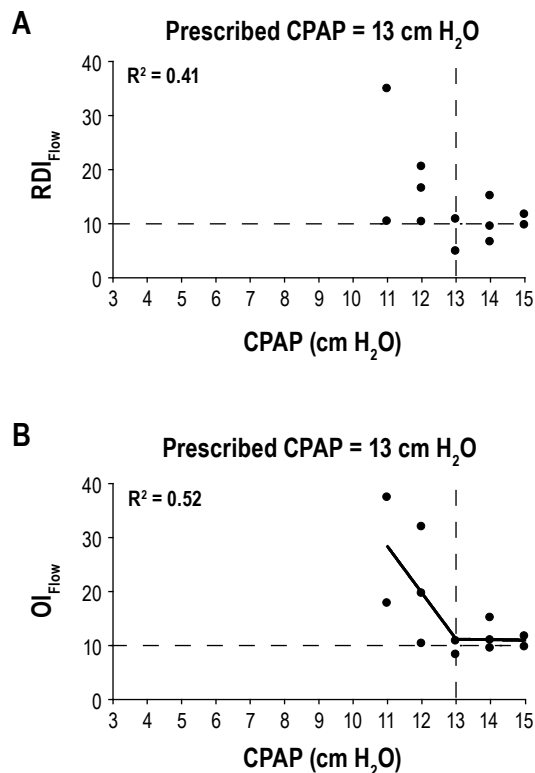 A
Prescribed CPAP = 13 cm H₂O
R² = 0.41
40
30
20
10
0
RDI_Flow
3 4 5 6 7 8 9 10 11 12 13 14 15
CPAP (cm H₂O)
B
Prescribed CPAP = 13 cm H₂O
R² = 0.52
40
30
20
10
0
OI_Flow
3 4 5 6 7 8 9 10 11 12 13 14 15
CPAP (cm H₂O)